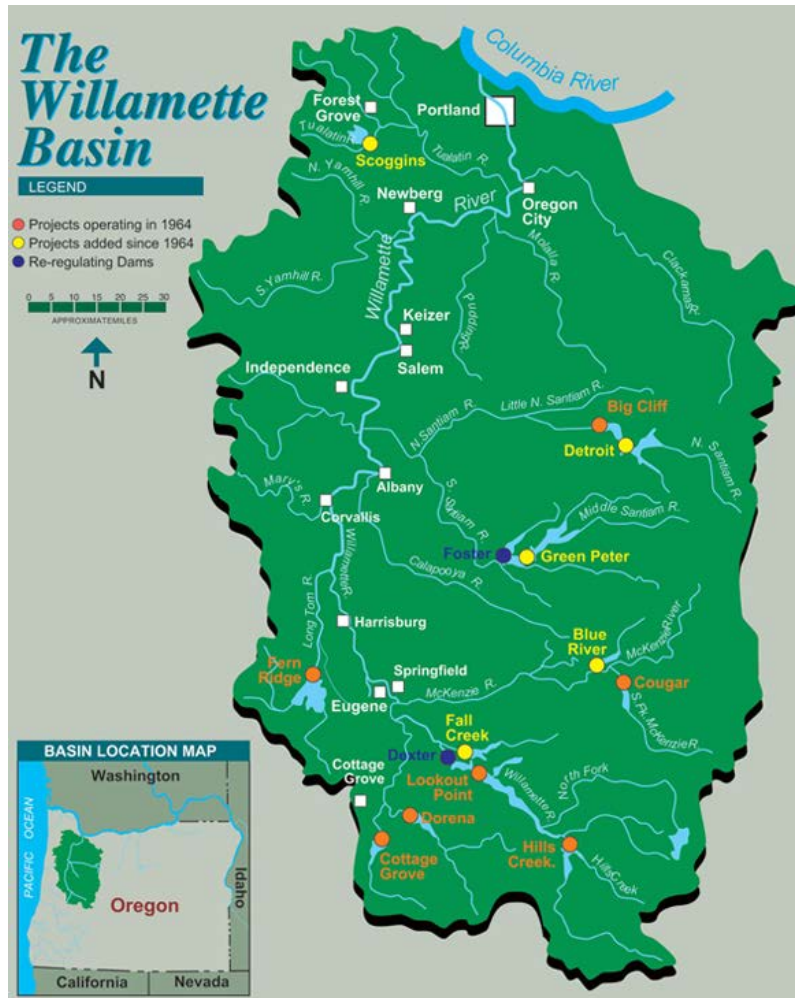 The
Willamette
Basin
LEGEND
Projects operating in 1964
Projects added since 1964
Re-regulating Dams
0 5 10 15 20 25 30
APPROXIMATEMILES
N
Columbia River
Portland
Forest
Grove
Tualatin R.
Scoggins
Tualatin R.
N. Yamhill R.
Newberg
River
Oregon
City
Willamette
S. Yamhill R.
Molalla R.
Pudding R.
Clackamas R.
Keizer
Salem
Independence
Little N. Santiam R.
N. Santiam R.
Big Cliff
Detroit
N. Santiam R.
Albany
Mary's R.
Corvallis
Middle Santiam R.
Foster
Green Peter
Willamette R.
Calapooya R.
Long Tom R.
Harrisburg
Blue
River
McKenzie River
Fern
Ridge
Springfield
McKenzie R.
Cougar
Eugene
S. Fk. McKenzie R.
Fall
Creek
Dexter
Lookout
Point
Willamette R.
North Fork
Cottage
Grove
Dorena
Cottage
Grove
Hills
Creek.
Hills Creek
BASIN LOCATION MAP
Washington
PACIFIC OCEAN
Oregon
Idaho
California
Nevada